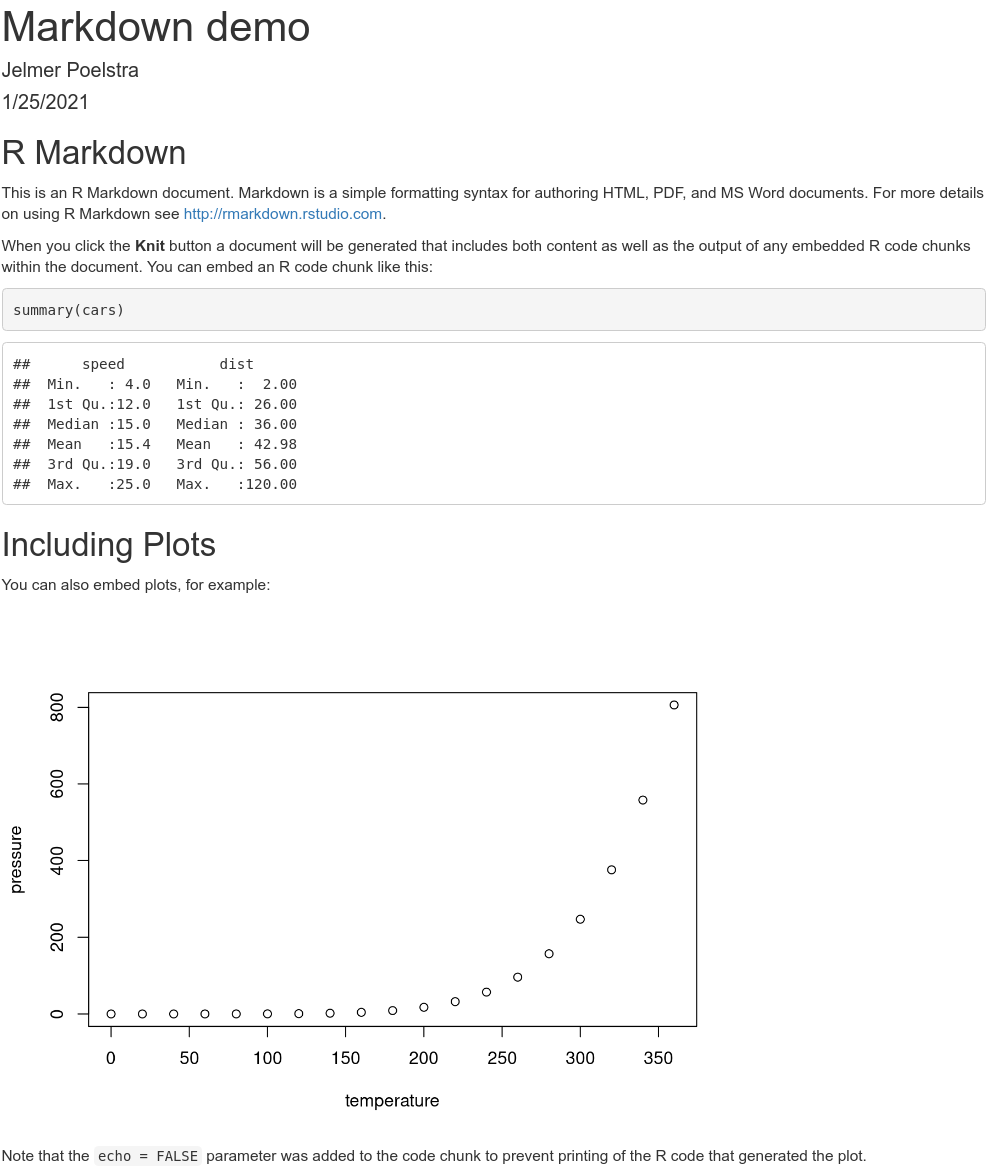 Markdown demo
Jelmer Poelstra
1/25/2021
R Markdown
This is an R Markdown document. Markdown is a simple formatting syntax for authoring HTML, PDF, and MS Word documents. For more details
on using R Markdown see http://rmarkdown.rstudio.com.
When you click the Knit button a document will be generated that includes both content as well as the output of any embedded R code chunks
within the document. You can embed an R code chunk like this:
summary(cars)
##      speed           dist
##  Min.   : 4.0   Min.   :  2.00
##  1st Qu.:12.0   1st Qu.: 26.00
##  Median :15.0   Median : 36.00
##  Mean   :15.4   Mean   : 42.98
##  3rd Qu.:19.0   3rd Qu.: 56.00
##  Max.   :25.0   Max.   :120.00
Including Plots
You can also embed plots, for example:
800
600
400
200
0
pressure
0 50 100 150 200 250 300 350
temperature
Note that the echo = FALSE parameter was added to the code chunk to prevent printing of the R code that generated the plot.